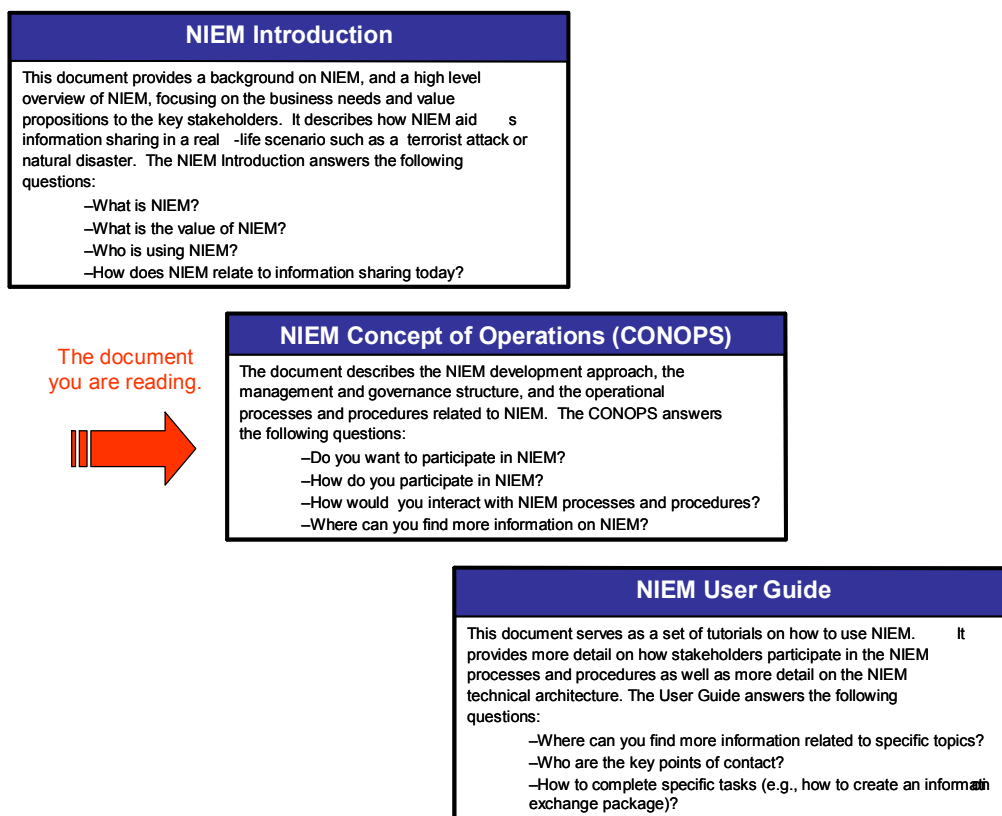 NIEM Introduction
This document provides a background on NIEM, and a high level
overview of NIEM, focusing on the business needs and value
propositions to the key stakeholders. It describes how NIEM aid s
information sharing in a real -life scenario such as a terrorist attack or
natural disaster. The NIEM Introduction answers the following
questions:
–What is NIEM?
–What is the value of NIEM?
–Who is using NIEM?
–How does NIEM relate to information sharing today?
The document
you are reading.
NIEM Concept of Operations (CONOPS)
The document describes the NIEM development approach, the
management and governance structure, and the operational
processes and procedures related to NIEM. The CONOPS answers
the following questions:
–Do you want to participate in NIEM?
–How do you participate in NIEM?
–How would you interact with NIEM processes and procedures?
–Where can you find more information on NIEM?
NIEM User Guide
This document serves as a set of tutorials on how to use NIEM. It
provides more detail on how stakeholders participate in the NIEM
processes and procedures as well as more detail on the NIEM
technical architecture. The User Guide answers the following
questions:
–Where can you find more information related to specific topics?
–Who are the key points of contact?
–How to complete specific tasks (e.g., how to create an information
exchange package)?